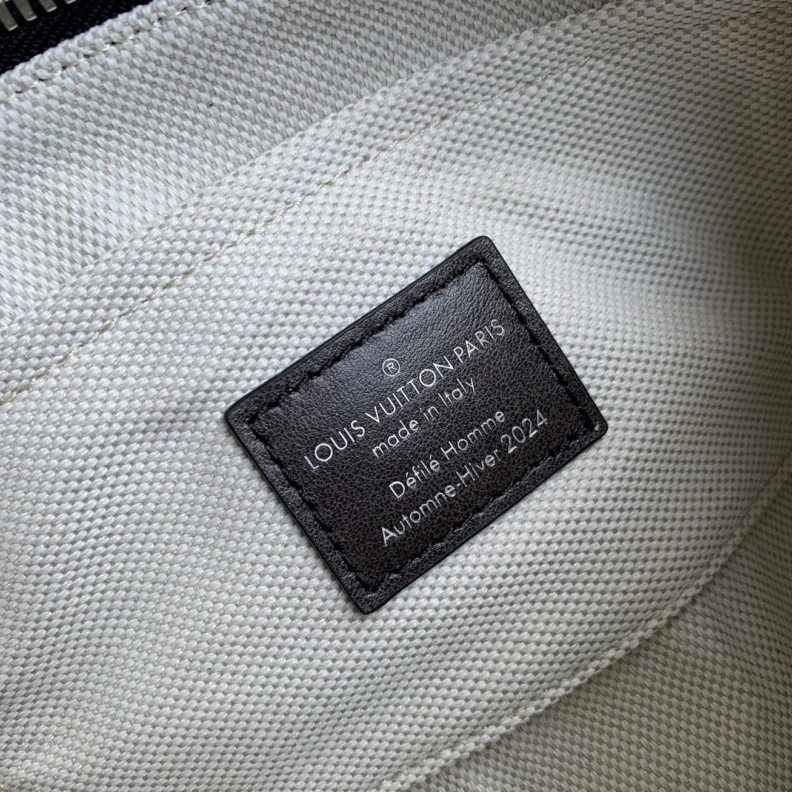 ®
LOUIS VUITTON PARIS
made in Italy
Défilé Homme
Automne-Hiver 2024